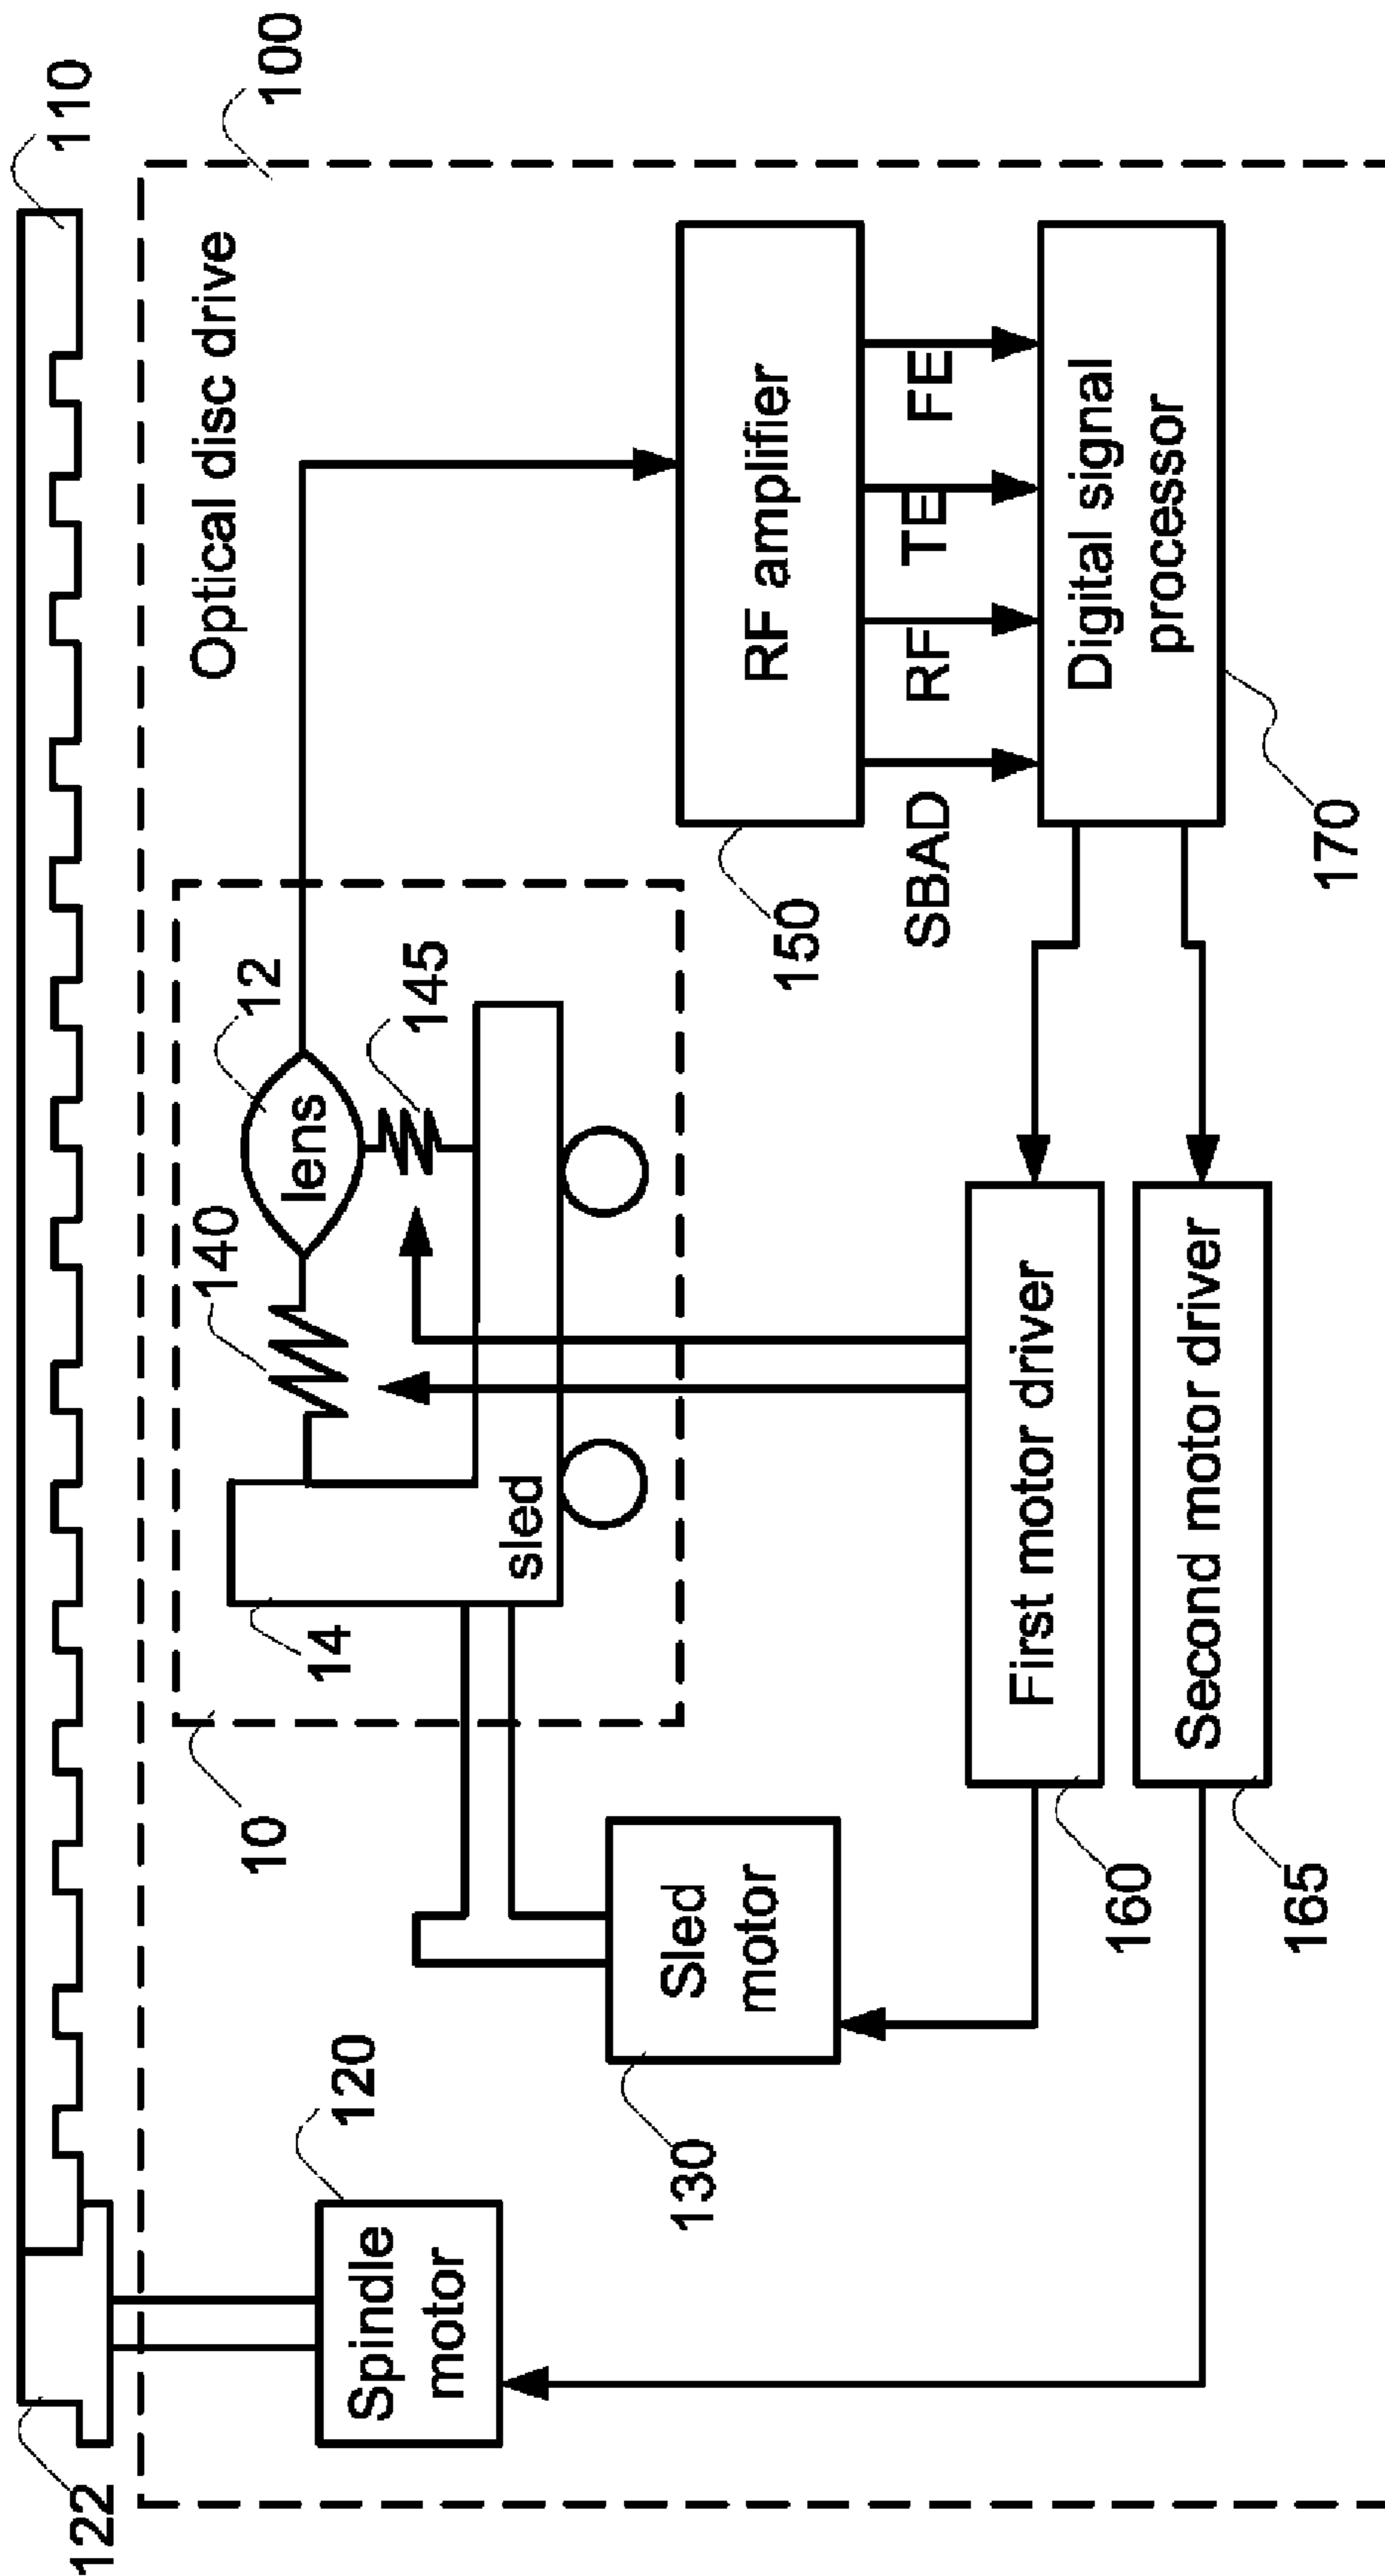 110
100
Optical disc drive
12
lens
140
145
14
sled
10
RF amplifier
150
SBAD
RF
TE
FE
Digital signal
processor
170
First motor driver
160
Second motor driver
165
Sled
motor
130
120
Spindle
motor
122